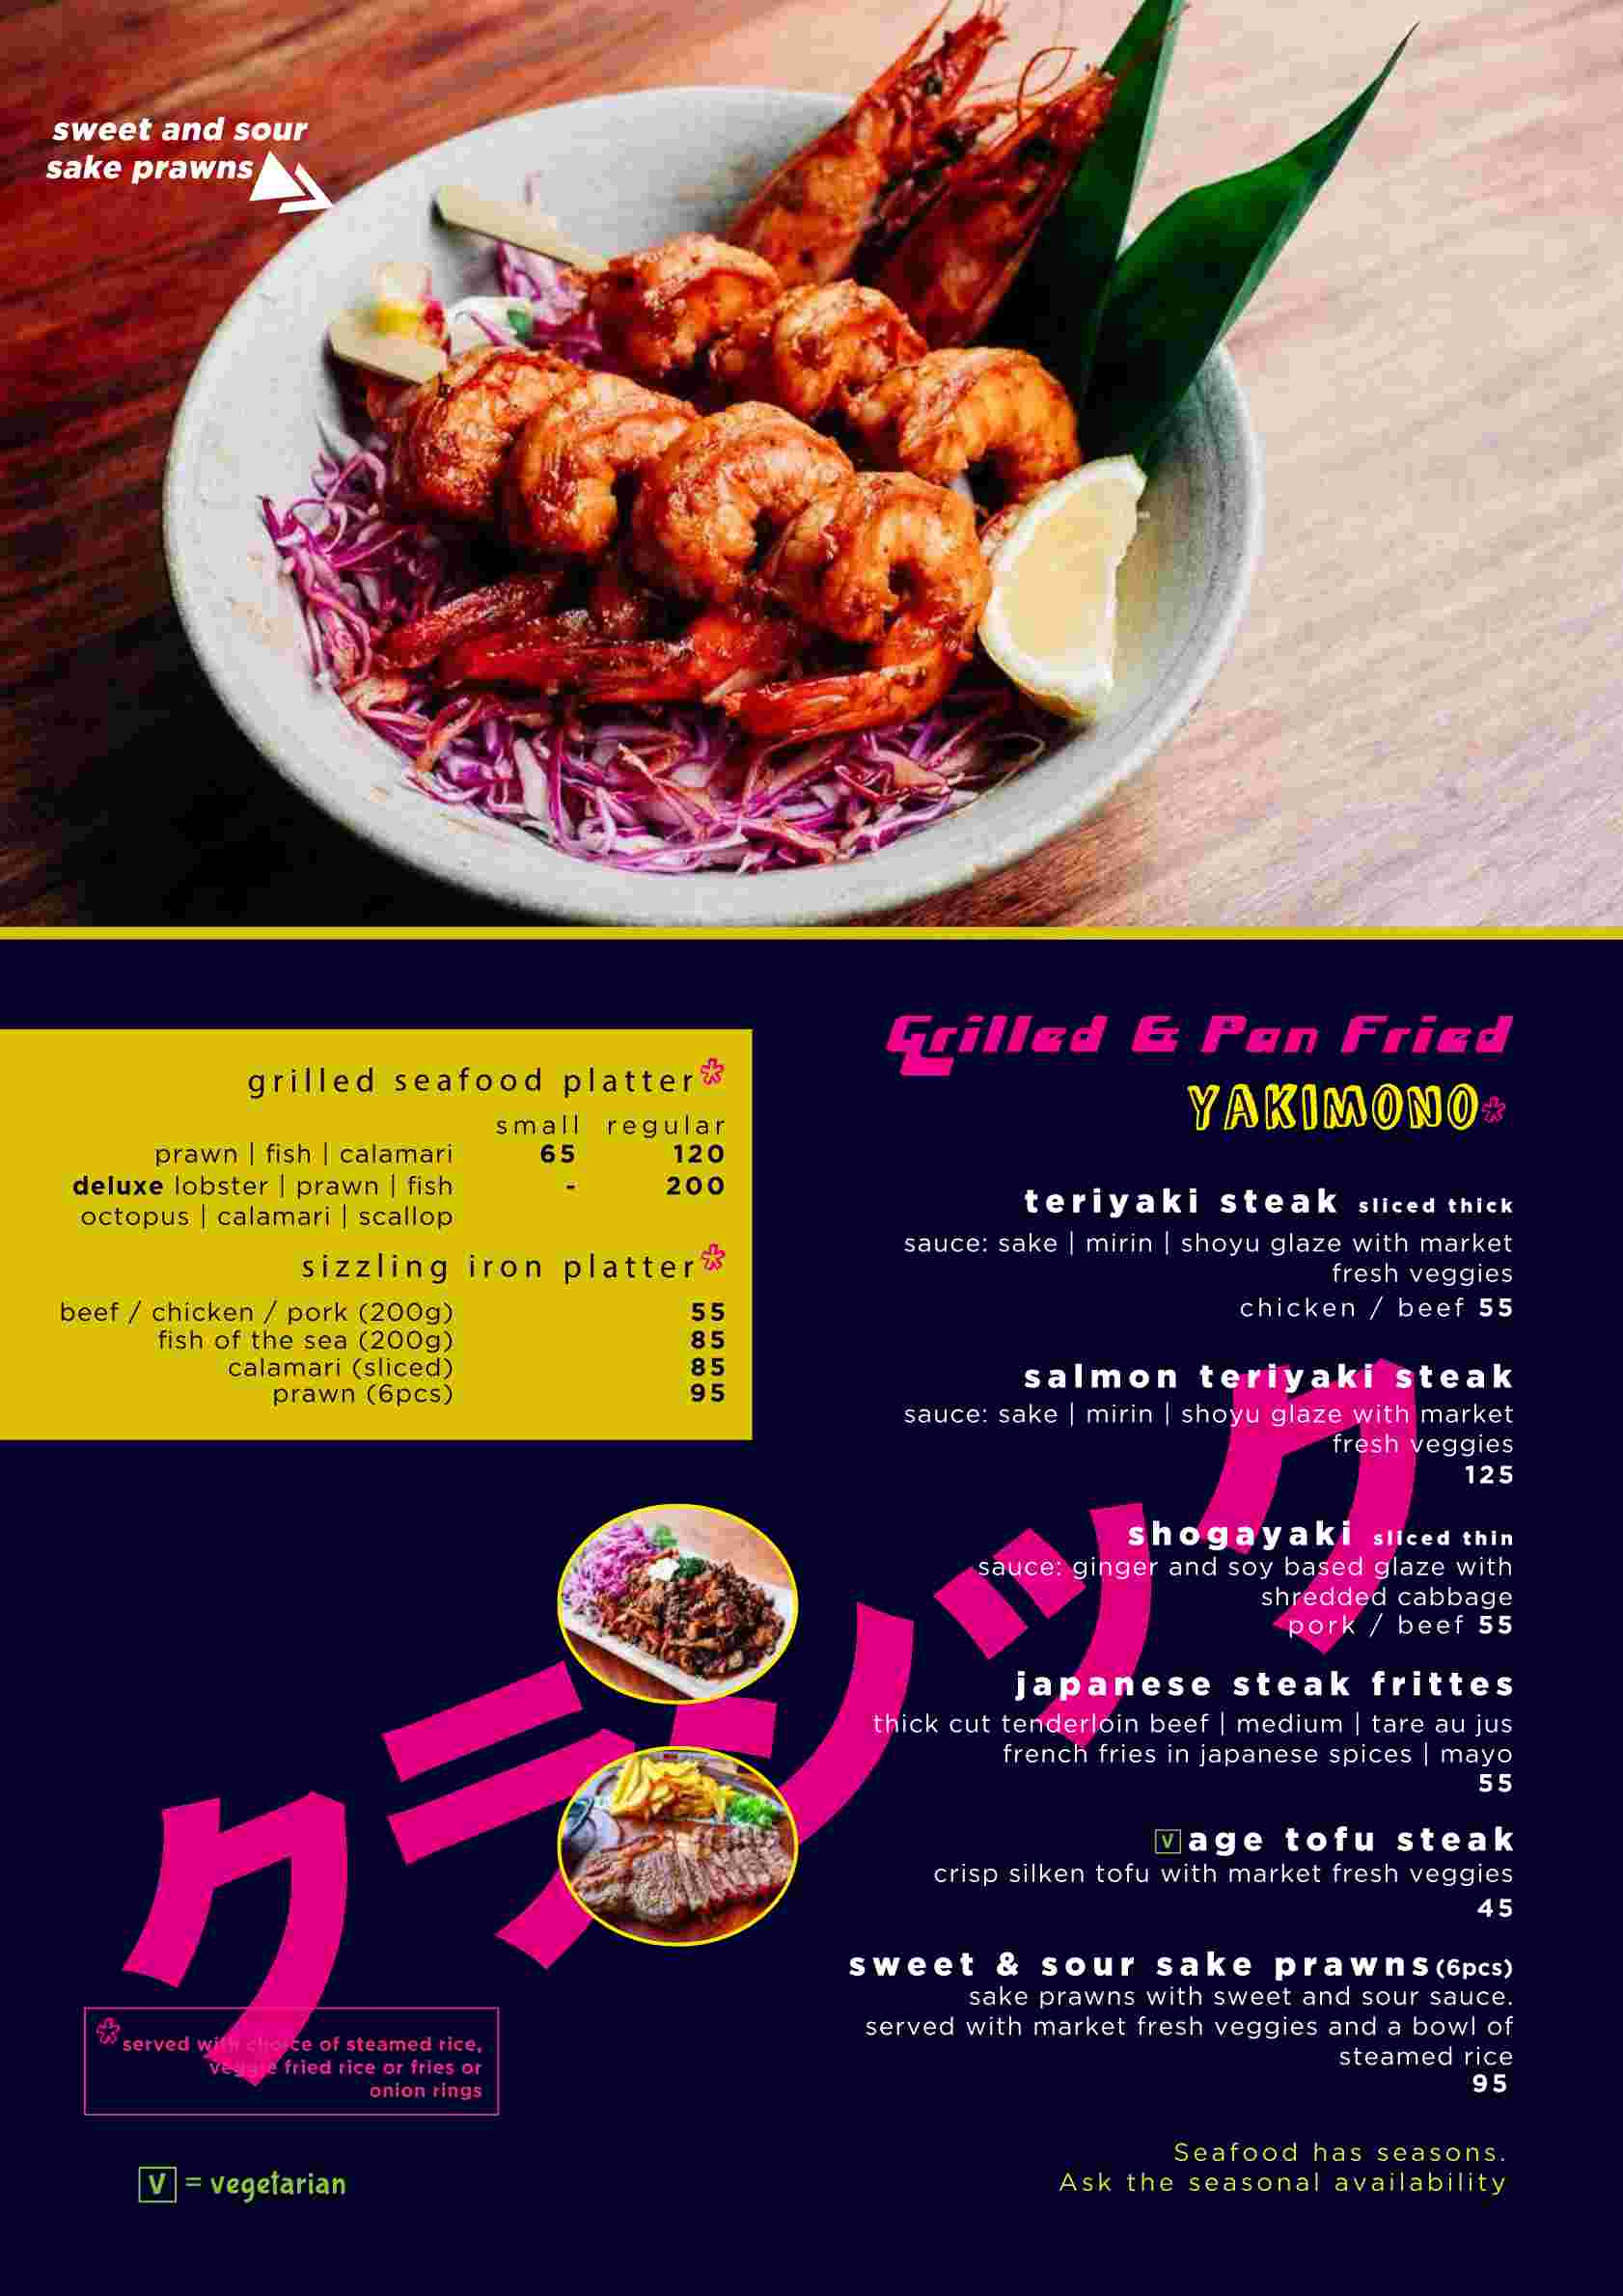 sweet and sour
sake prawns
grilled seafood platter*
small regular
prawn | fish | calamari 65 120
deluxe lobster | prawn | fish - 200
octopus | calamari | scallop
sizzling iron platter*
beef / chicken / pork (200g) 55
fish of the sea (200g) 85
calamari (sliced) 85
prawn (6pcs) 95
Grilled & Pan Fried
YAKIMONO*
teriyaki steak sliced thick
sauce: sake | mirin | shoyu glaze with market
fresh veggies
chicken / beef 55
salmon teriyaki steak
sauce: sake | mirin | shoyu glaze with market
fresh veggies
125
shogayaki sliced thin
sauce: ginger and soy based glaze with
shredded cabbage
pork / beef 55
japanese steak frittes
thick cut tenderloin beef | medium | tare au jus
french fries in japanese spices | mayo
55
V age tofu steak
crisp silken tofu with market fresh veggies
45
sweet & sour sake prawns (6pcs)
sake prawns with sweet and sour sauce.
served with market fresh veggies and a bowl of
steamed rice
95
クランック
*served with choice of steamed rice,
veggie fried rice or fries or
onion rings
V = vegetarian
Seafood has seasons.
Ask the seasonal availability